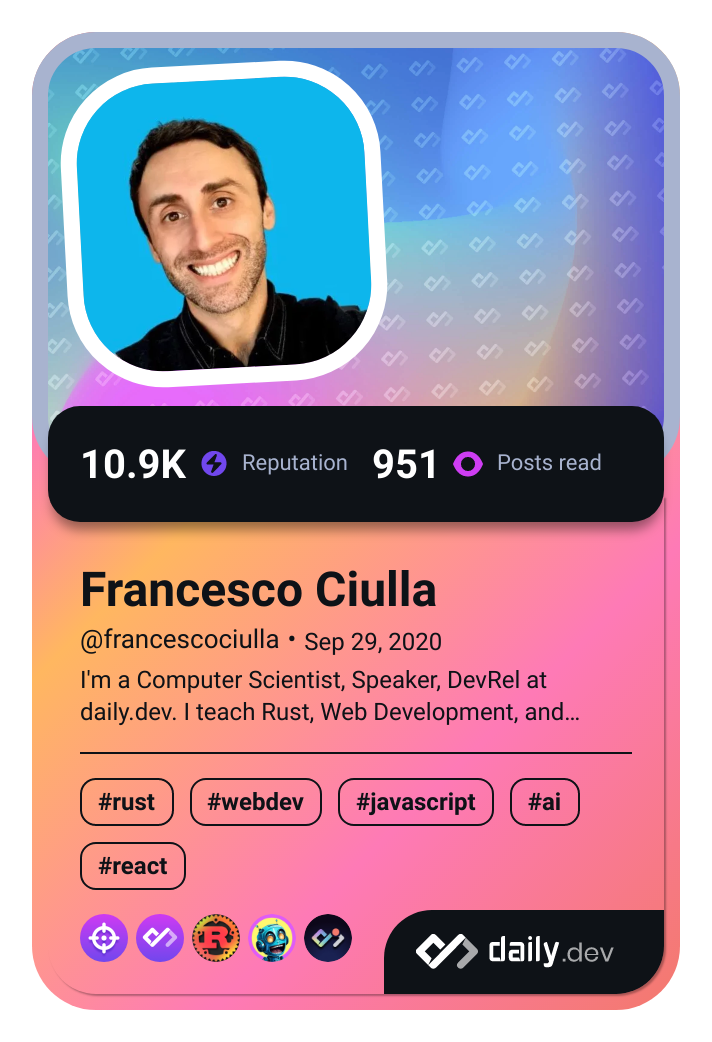 10.9K Reputation 951 Posts read
Francesco Ciulla
@francescociulla • Sep 29, 2020
I'm a Computer Scientist, Speaker, DevRel at
daily.dev. I teach Rust, Web Development, and…
#rust #webdev #javascript #ai
#react
R
daily.dev